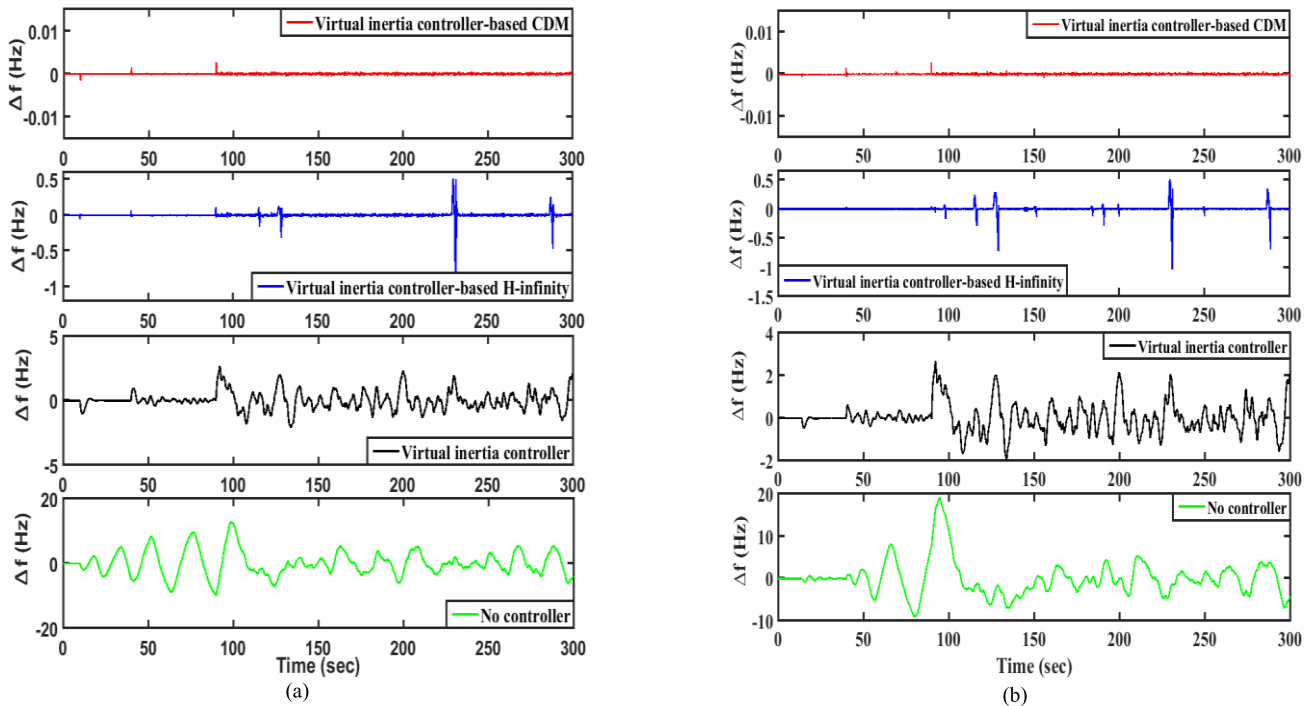 Virtual inertia controller-based CDM
0.01
0
-0.01
Δf (Hz)
0 50 100 150 200 250 300
0.5
0
-0.5
-1
Δf (Hz)
Virtual inertia controller-based H-infinity
0 50 100 150 200 250 300
5
0
-5
Δf (Hz)
Virtual inertia controller
0 50 100 150 200 250 300
20
0
-20
Δf (Hz)
No controller
0 50 100 150 200 250 300
Time (sec)
(a)
Virtual inertia controller-based CDM
0.01
0
-0.01
Δf (Hz)
0 50 100 150 200 250 300
0.5
0
-0.5
-1
-1.5
Δf (Hz)
Virtual inertia controller-based H-infinity
0 50 100 150 200 250 300
4
2
0
-2
Δf (Hz)
Virtual inertia controller
0 50 100 150 200 250 300
20
10
0
-10
Δf (Hz)
No controller
0 50 100 150 200 250 300
Time (sec)
(b)